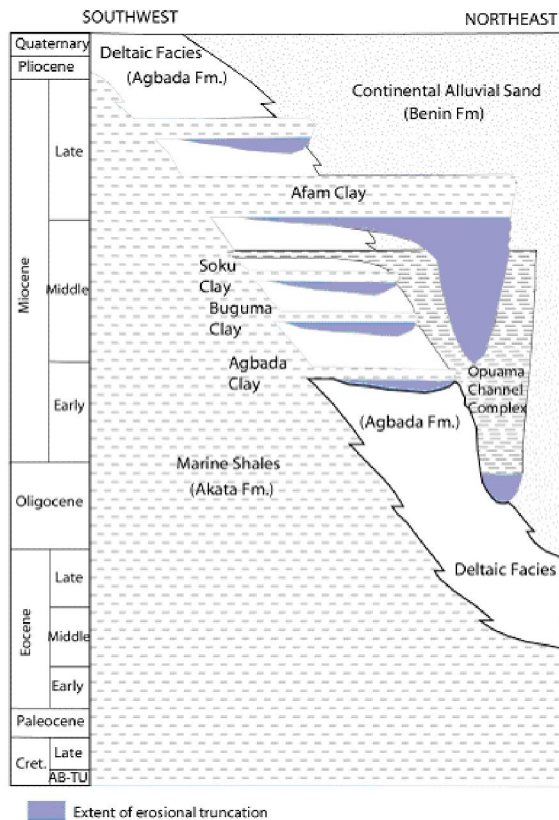 SOUTHWEST
NORTHEAST
Quaternary
Pliocene
Miocene
Late
Middle
Early
Oligocene
Eocene
Late
Middle
Early
Paleocene
Cret.
Late
AB-TU
Deltaic Facies
(Agbada Fm.)
Continental Alluvial Sand
(Benin Fm)
Afam Clay
Soku
Clay
Buguma
Clay
Agbada
Clay
Opuama
Channel
Complex
(Agbada Fm.)
Marine Shales
(Akata Fm.)
Deltaic Facies
Extent of erosional truncation